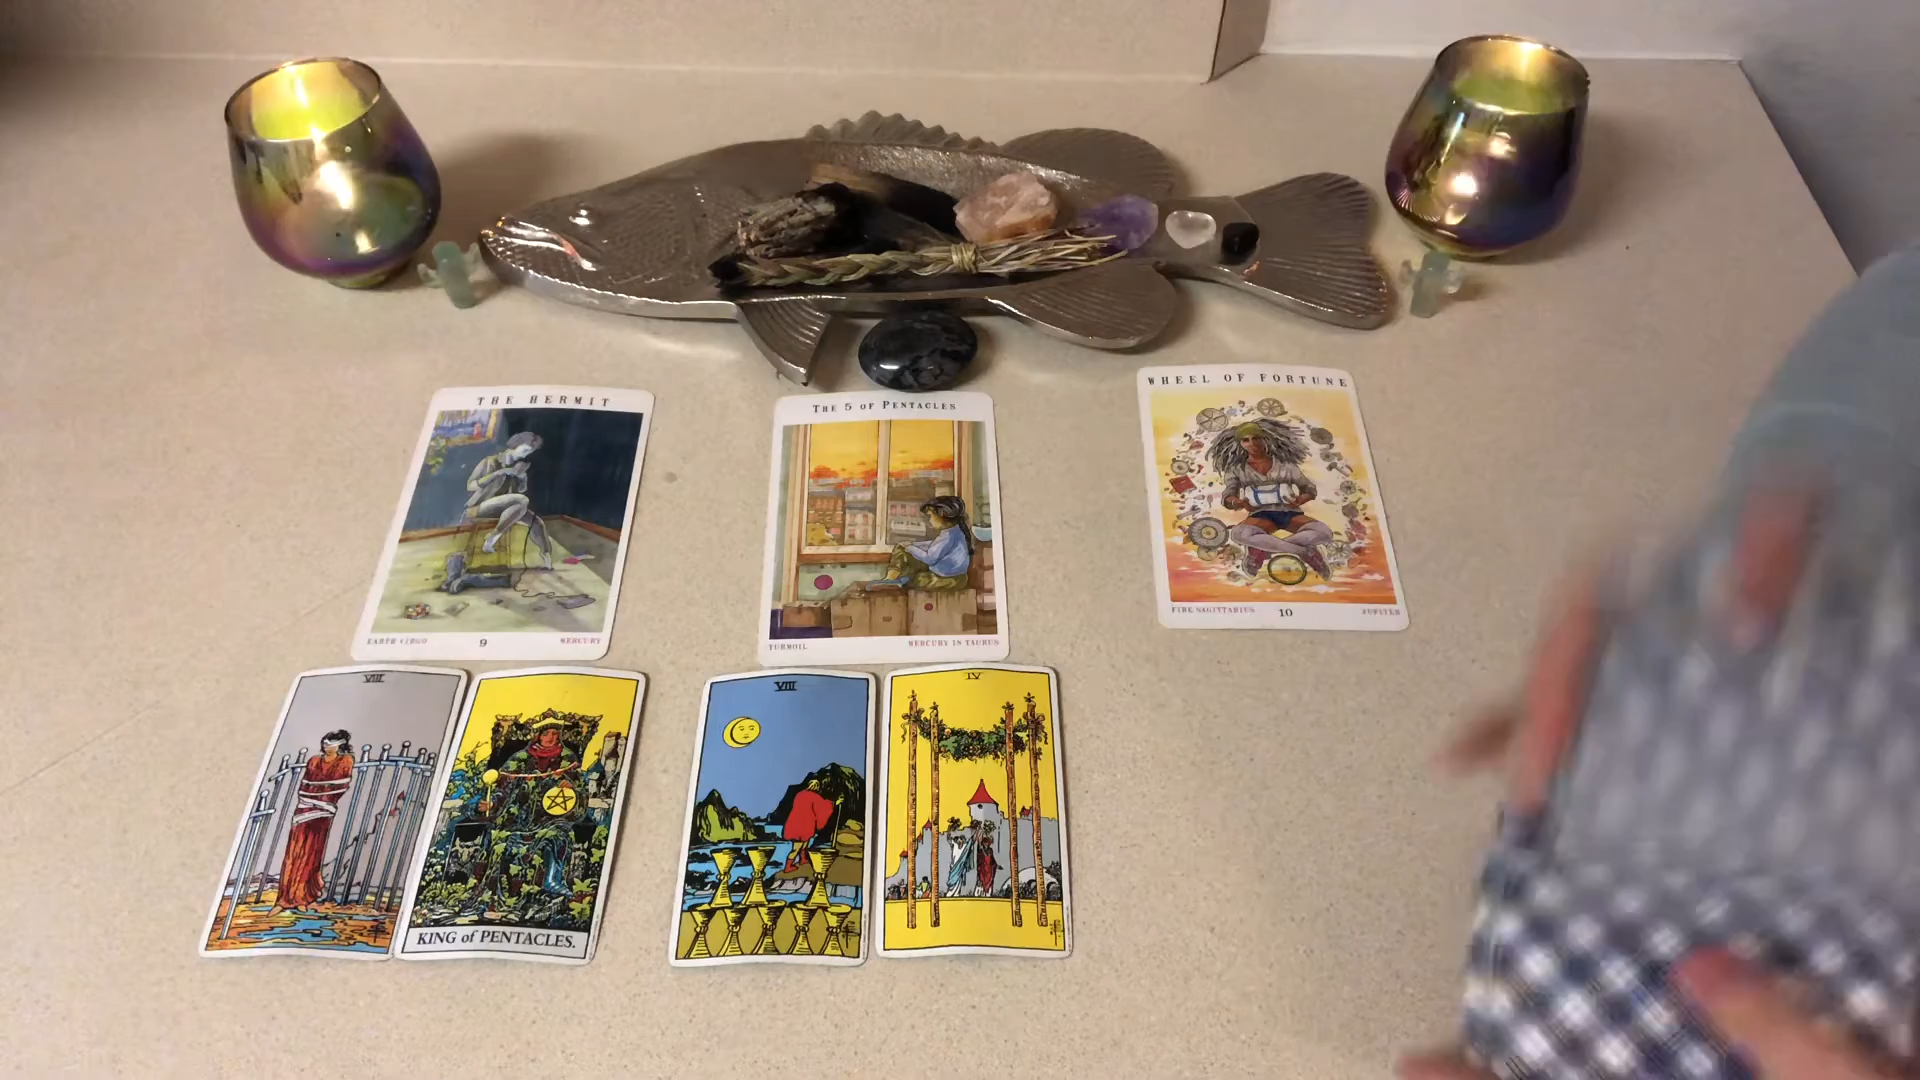 THE HERMIT
EARTH VIRGO 9 MERCURY
THE 5 OF PENTACLES
TURMOIL MERCURY IN TAURUS
WHEEL OF FORTUNE
FIRE SAGITTARIUS 10 JUPITER
VIII
KING of PENTACLES.
VIII
IV